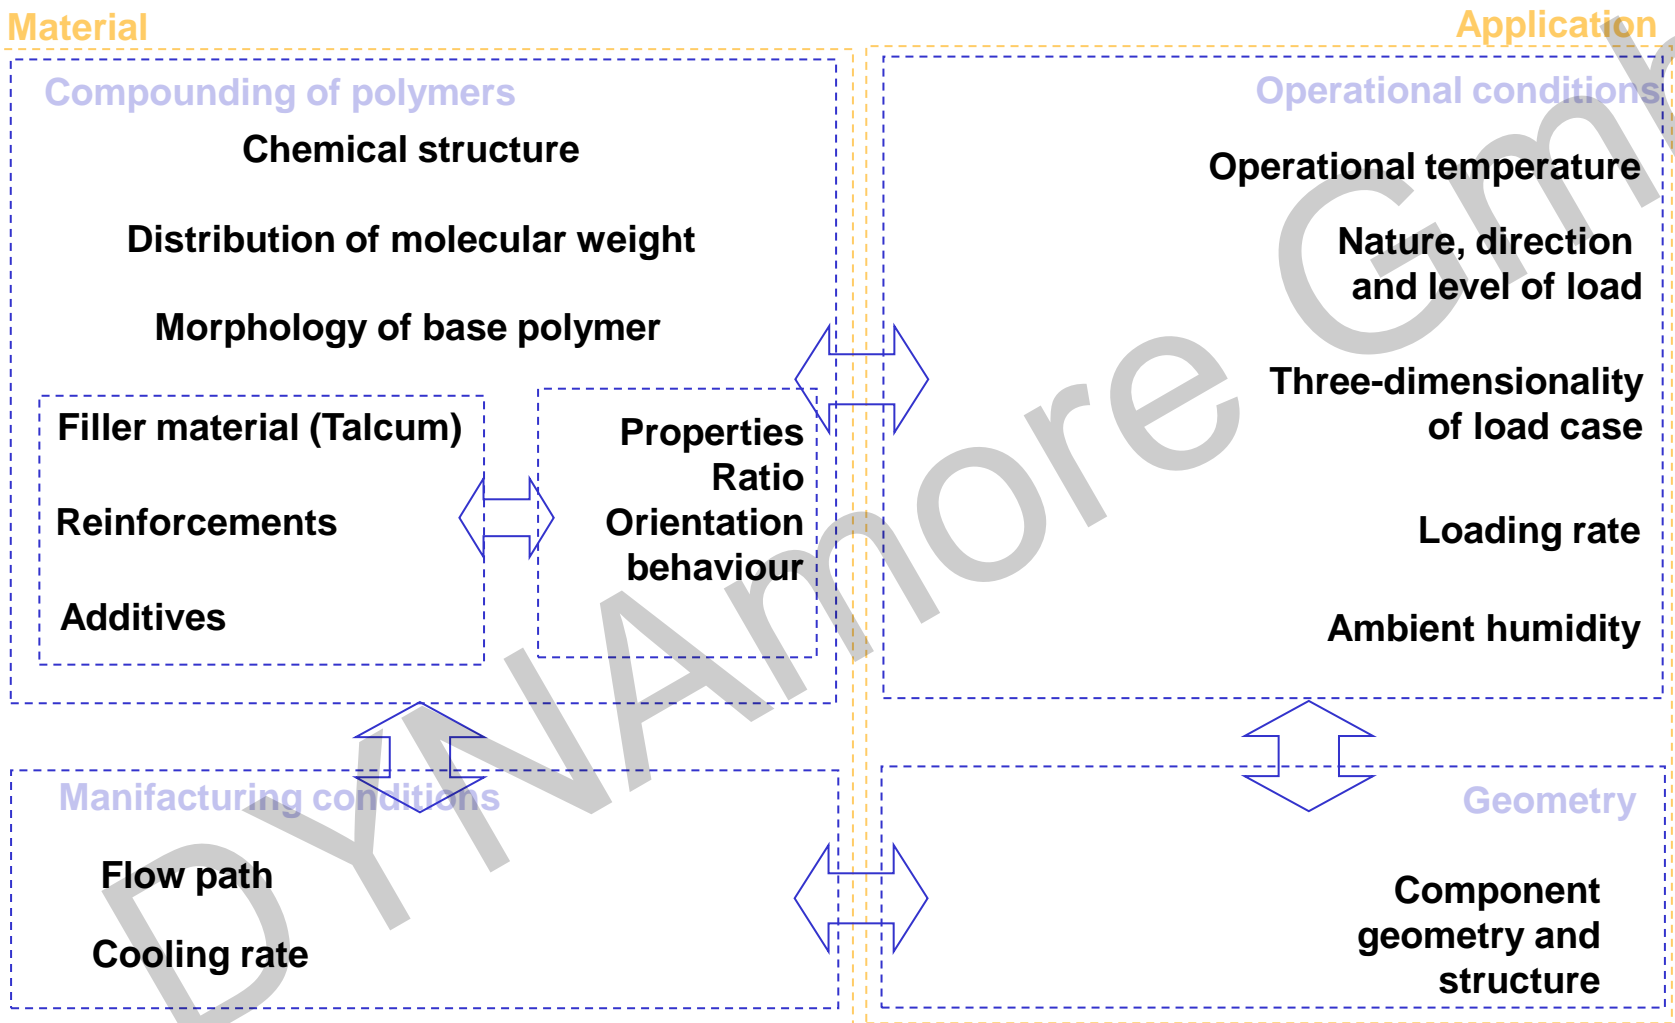 Material
Compounding of polymers
Chemical structure
Distribution of molecular weight
Morphology of base polymer
Filler material (Talcum)
Reinforcements
Additives
Properties
Ratio
Orientation
behaviour
Manifacturing conditions
Flow path
Cooling rate
Application
Operational conditions
Operational temperature
Nature, direction
and level of load
Three-dimensionality
of load case
Loading rate
Ambient humidity
Geometry
Component
geometry and
structure
DYNAmore